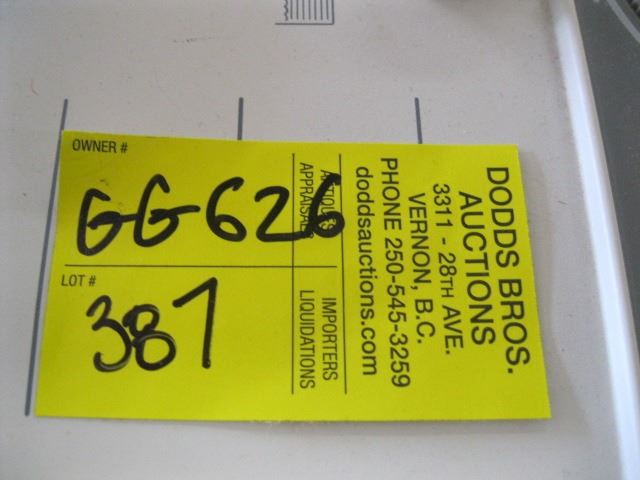 OWNER #
GG626
LOT #
387
ANTIQUES
APPRAISALS
IMPORTERS
LIQUIDATIONS
DODDS BROS.
AUCTIONS
3311 - 28TH AVE.
VERNON, B.C.
PHONE 250-545-3259
doddsauctions.com